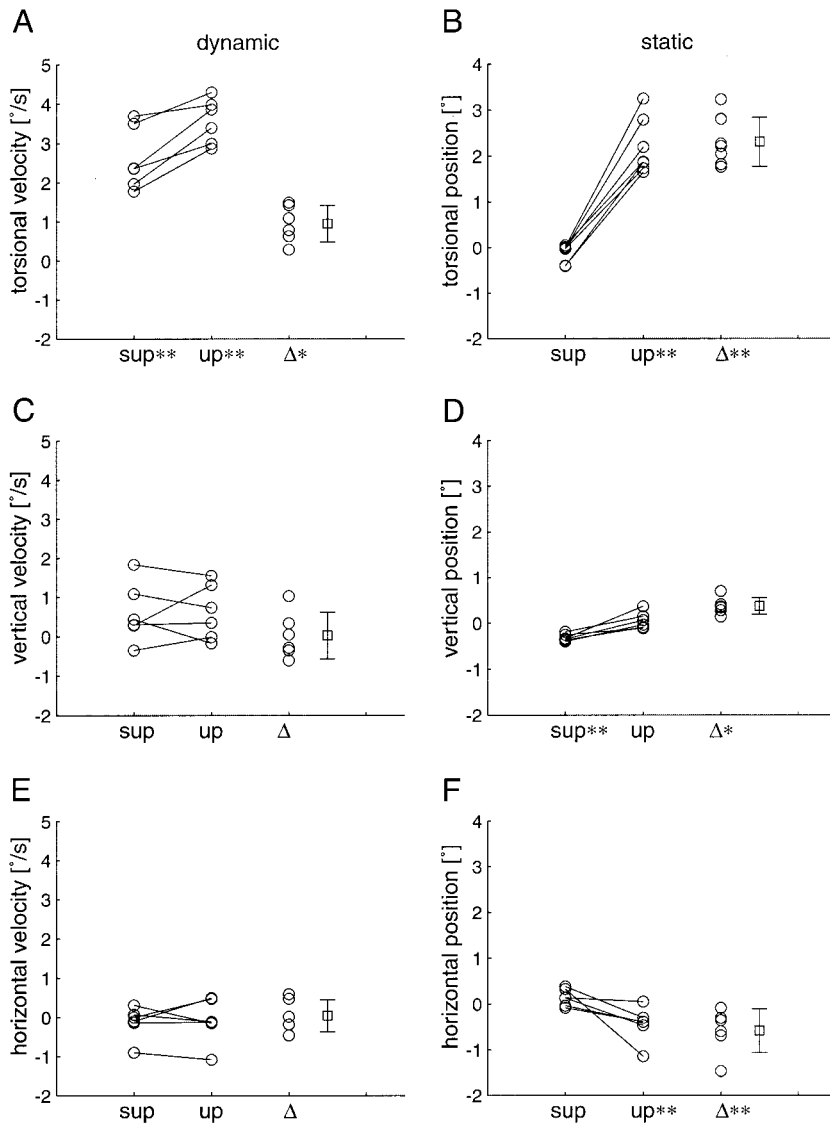 A
dynamic
torsional velocity [°/s]
5
4
3
2
1
0
-1
-2
sup** up** Δ*
B
static
torsional position [°]
4
3
2
1
0
-1
-2
sup up** Δ**
C
vertical velocity [°/s]
5
4
3
2
1
0
-1
-2
sup up Δ
D
vertical position [°]
4
3
2
1
0
-1
-2
sup** up Δ*
E
horizontal velocity [°/s]
5
4
3
2
1
0
-1
-2
sup up Δ
F
horizontal position [°]
4
3
2
1
0
-1
-2
sup up** Δ**